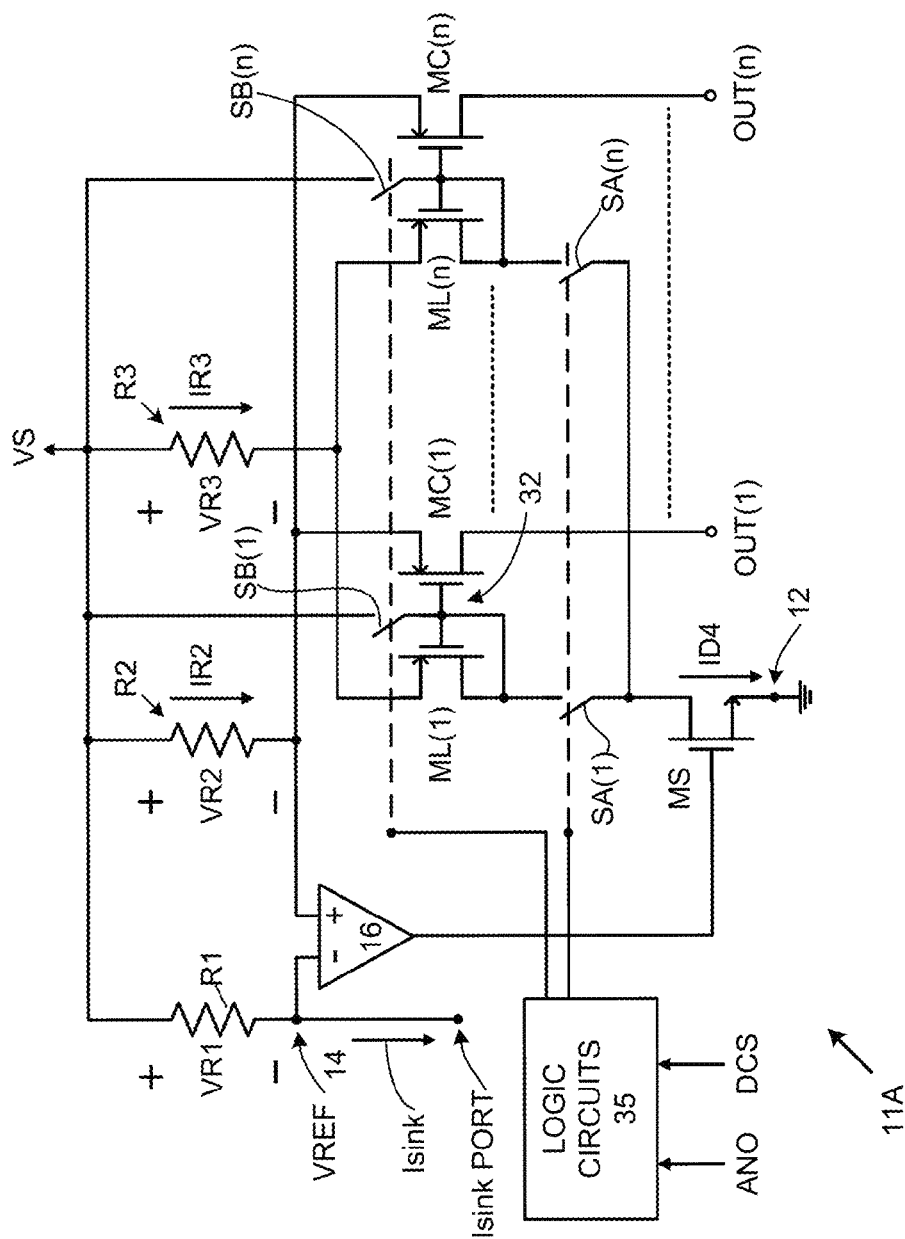 VS
+ VR1 −
R1
+ VR2 −
R2
IR2
+ VR3 −
R3
IR3
VREF
14
Isink
Isink PORT
− +
16
SB(1)
SB(n)
ML(1)
MC(1)
32
ML(n)
MC(n)
SA(1)
SA(n)
MS
ID4
12
OUT(1)
OUT(n)
LOGIC
CIRCUITS
35
ANO
DCS
11A